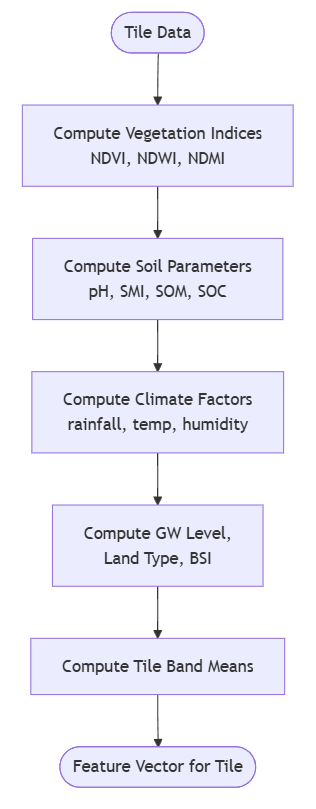 Tile Data
Compute Vegetation Indices
NDVI, NDWI, NDMI
Compute Soil Parameters
pH, SMI, SOM, SOC
Compute Climate Factors
rainfall, temp, humidity
Compute GW Level,
Land Type, BSI
Compute Tile Band Means
Feature Vector for Tile